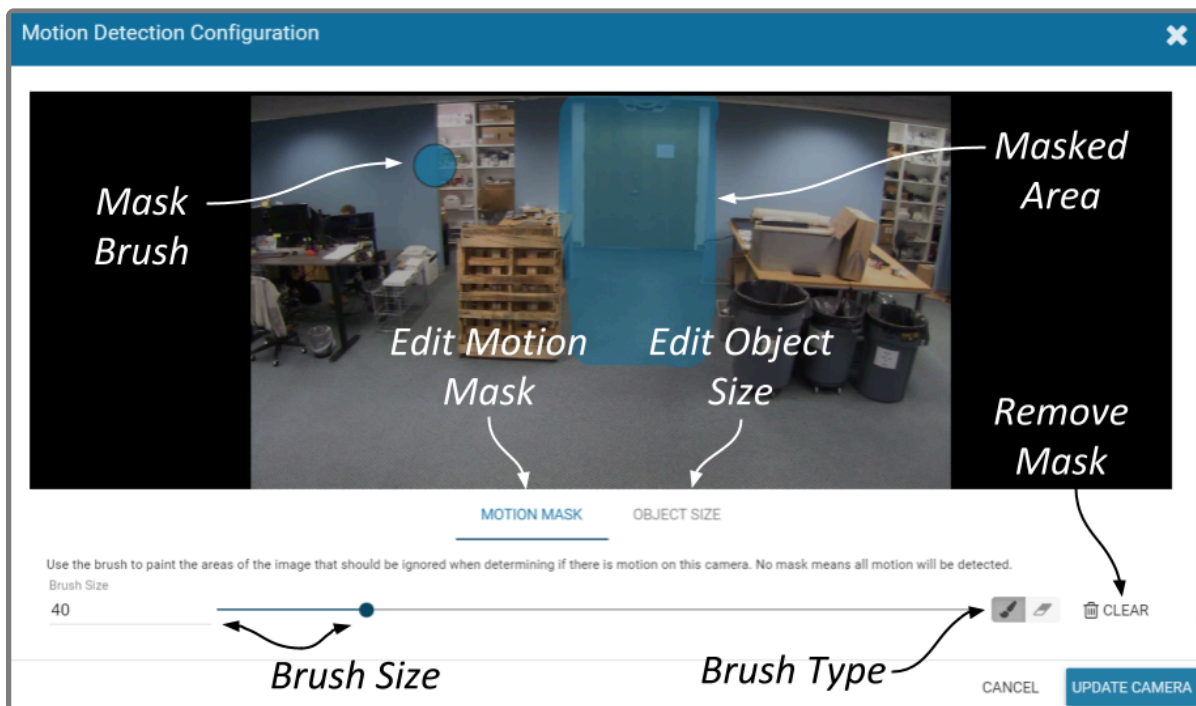 Motion Detection Configuration
Mask
Brush
Masked
Area
Edit Motion
Mask
Edit Object
Size
Remove
Mask
MOTION MASK
OBJECT SIZE
Use the brush to paint the areas of the image that should be ignored when determining if there is motion on this camera. No mask means all motion will be detected.
Brush Size
40
CLEAR
Brush Size
Brush Type
CANCEL
UPDATE CAMERA